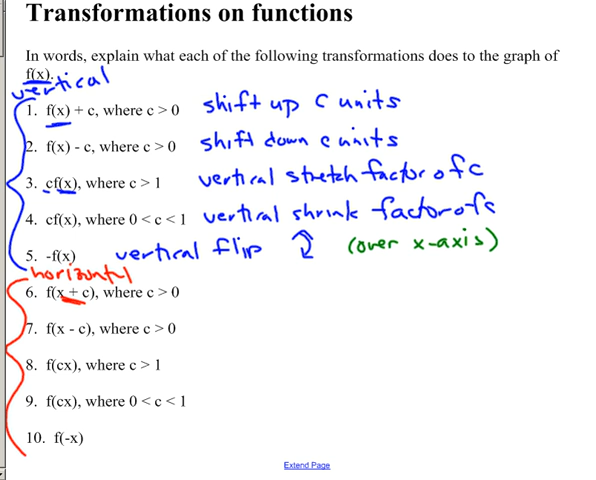 Transformations on functions
In words, explain what each of the following transformations does to the graph of
f(x).
vertical
1. f(x) + c, where c > 0 shift up c units
2. f(x) - c, where c > 0 shift down c units
3. cf(x), where c > 1 vertical stretch factor of c
4. cf(x), where 0 < c < 1 vertical shrink factor of c
5. -f(x) vertical flip (over x-axis)
horizontal
6. f(x + c), where c > 0
7. f(x - c), where c > 0
8. f(cx), where c > 1
9. f(cx), where 0 < c < 1
10. f(-x)
Extend Page